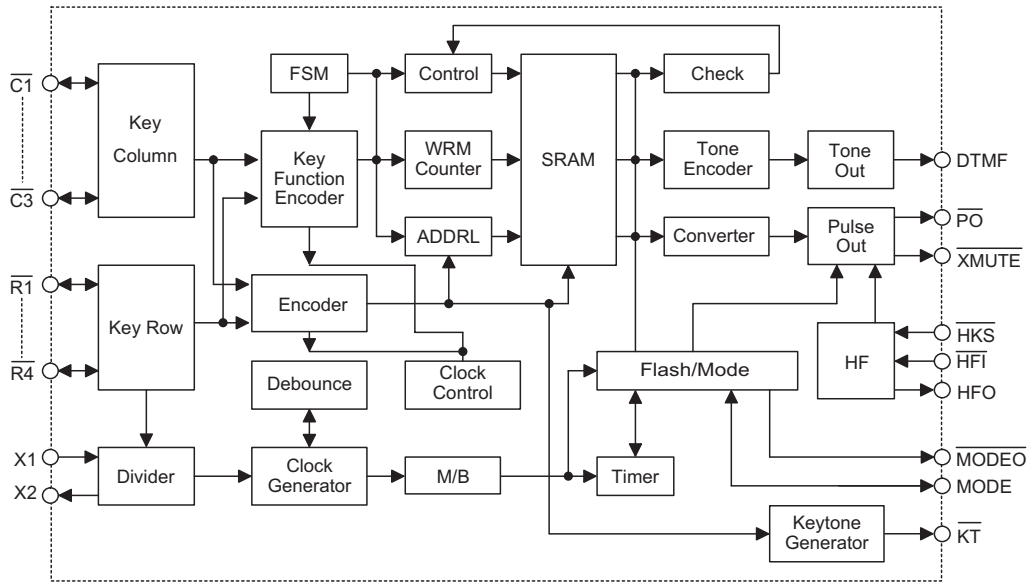 FSM
Control
Check
C1
Key
Column
SRAM
Key
Function
Encoder
WRM
Counter
Tone
Encoder
Tone
Out
DTMF
C3
ADDRL
Converter
Pulse
Out
PO
XMUTE
R1
Key Row
Encoder
HF
HKS
HFI
HFO
R4
Debounce
Clock
Control
Flash/Mode
X1
X2
Divider
Clock
Generator
M/B
Timer
MODEO
MODE
Keytone
Generator
KT